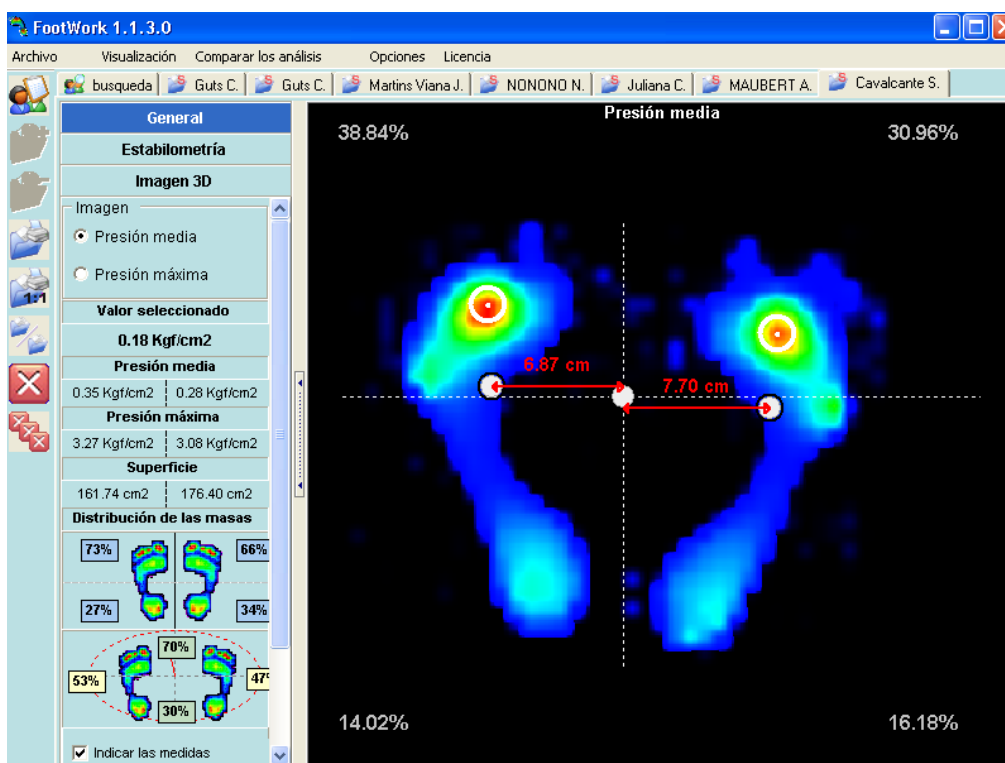 FootWork 1.1.3.0
Archivo Visualización Comparar los análisis Opciones Licencia
busqueda Guts C. Guts C. Martins Viana J. NONONO N. Juliana C. MAUBERT A. Cavalcante S.
General
Estabilometría
Imagen 3D
Imagen
Presión media
Presión máxima
1:1
Valor seleccionado
0.18 Kgf/cm2
Presión media
0.35 Kgf/cm2 0.28 Kgf/cm2
Presión máxima
3.27 Kgf/cm2 3.08 Kgf/cm2
Superficie
161.74 cm2 176.40 cm2
Distribución de las masas
73% 66%
27% 34%
70%
53% 47%
30%
Indicar las medidas
Presión media
38.84% 30.96%
6.87 cm
7.70 cm
14.02% 16.18%